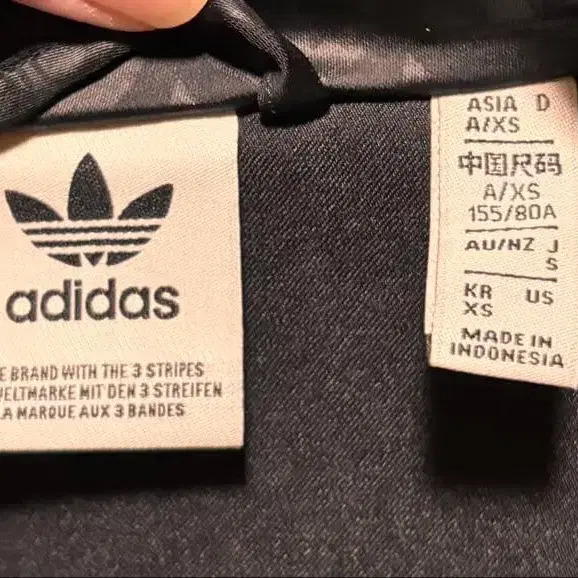 adidas
E BRAND WITH THE 3 STRIPES
ELTMARKE MIT DEN 3 STREIFEN
LA MARQUE AUX 3 BANDES
ASIA D
A/XS
中国尺码
A/XS
155/80A
AU/NZ J
S
KR US
XS
MADE IN
INDONESIA